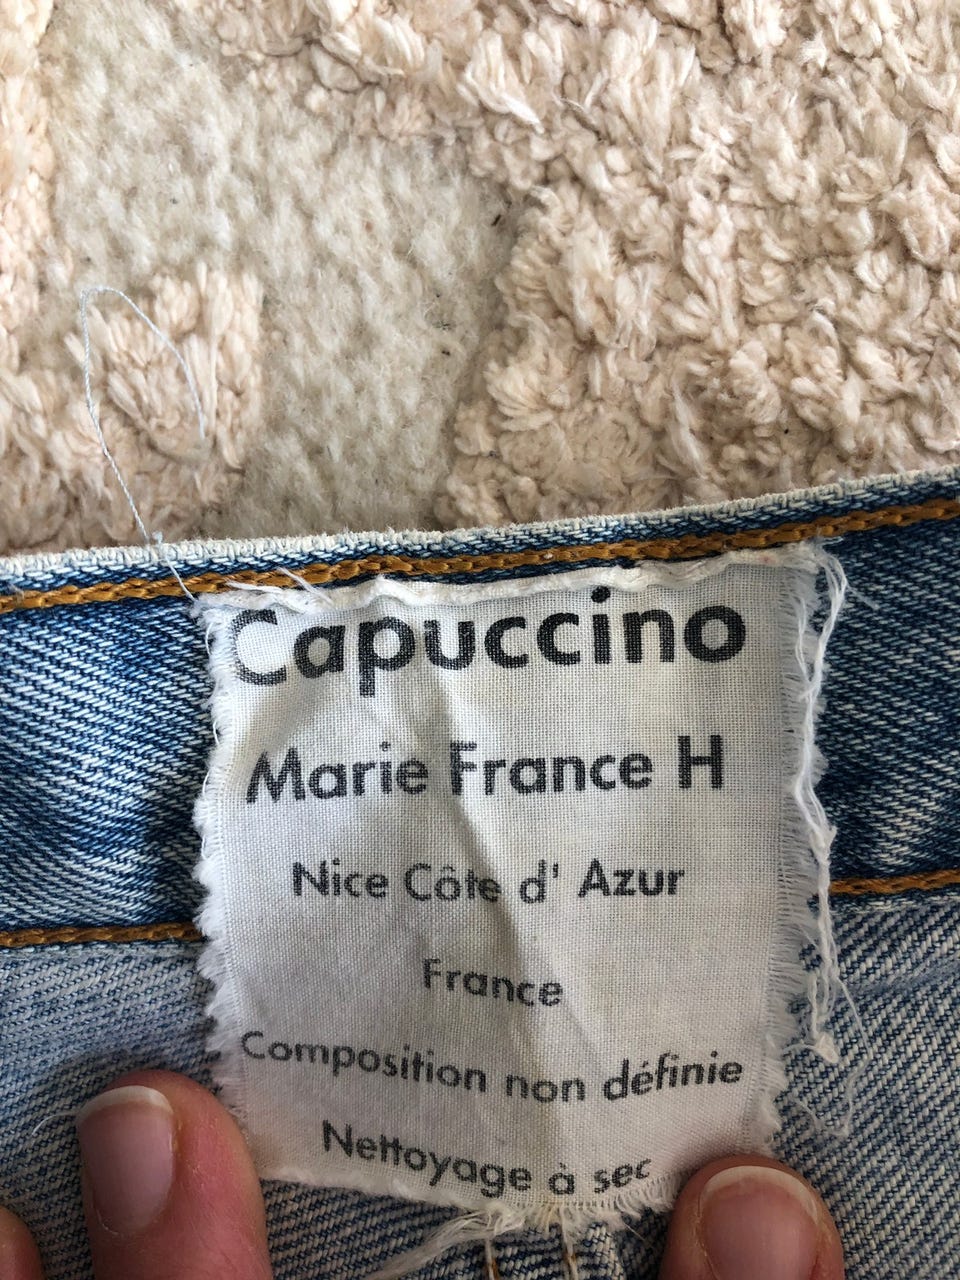 Capuccino
Marie France H
Nice Côte d' Azur
France
Composition non définie
Nettoyage à sec